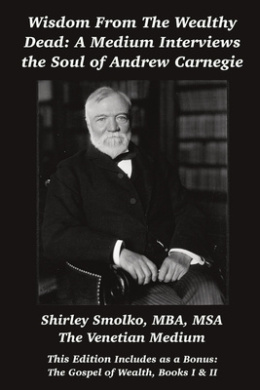 Wisdom From The Wealthy
Dead: A Medium Interviews
the Soul of Andrew Carnegie
Shirley Smolko, MBA, MSA
The Venetian Medium
This Edition Includes as a Bonus:
The Gospel of Wealth, Books I & II